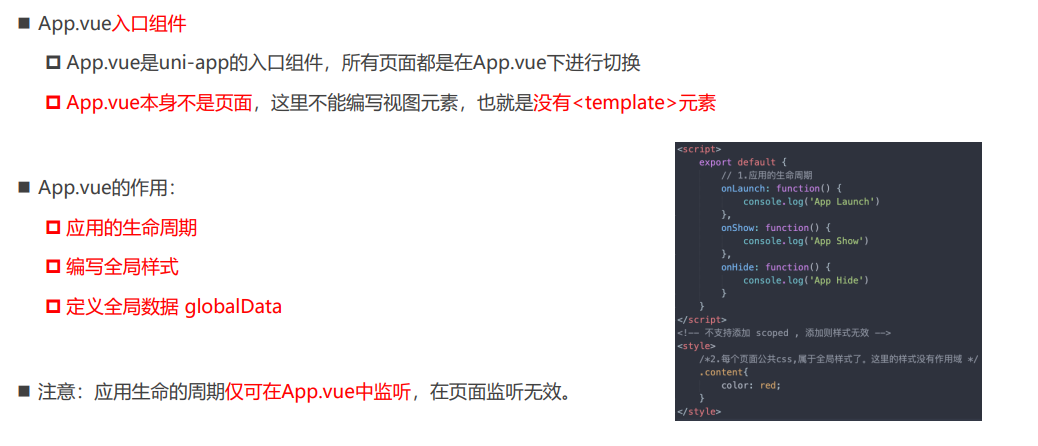 App.vue入口组件
App.vue是uni-app的入口组件，所有页面都是在App.vue下进行切换
App.vue本身不是页面，这里不能编写视图元素，也就是没有<template>元素
App.vue的作用：
应用的生命周期
编写全局样式
定义全局数据 globalData
注意：应用生命的周期仅可在App.vue中监听，在页面监听无效。
<script>
export default {
// 1.应用的生命周期
onLaunch: function() {
console.log('App Launch')
},
onShow: function() {
console.log('App Show')
},
onHide: function() {
console.log('App Hide')
}
}
</script>
<!-- 不支持添加 scoped , 添加则样式无效 -->
<style>
/*2.每个页面公共css,属于全局样式了。这里的样式没有作用域 */
.content{
color: red;
}
</style>